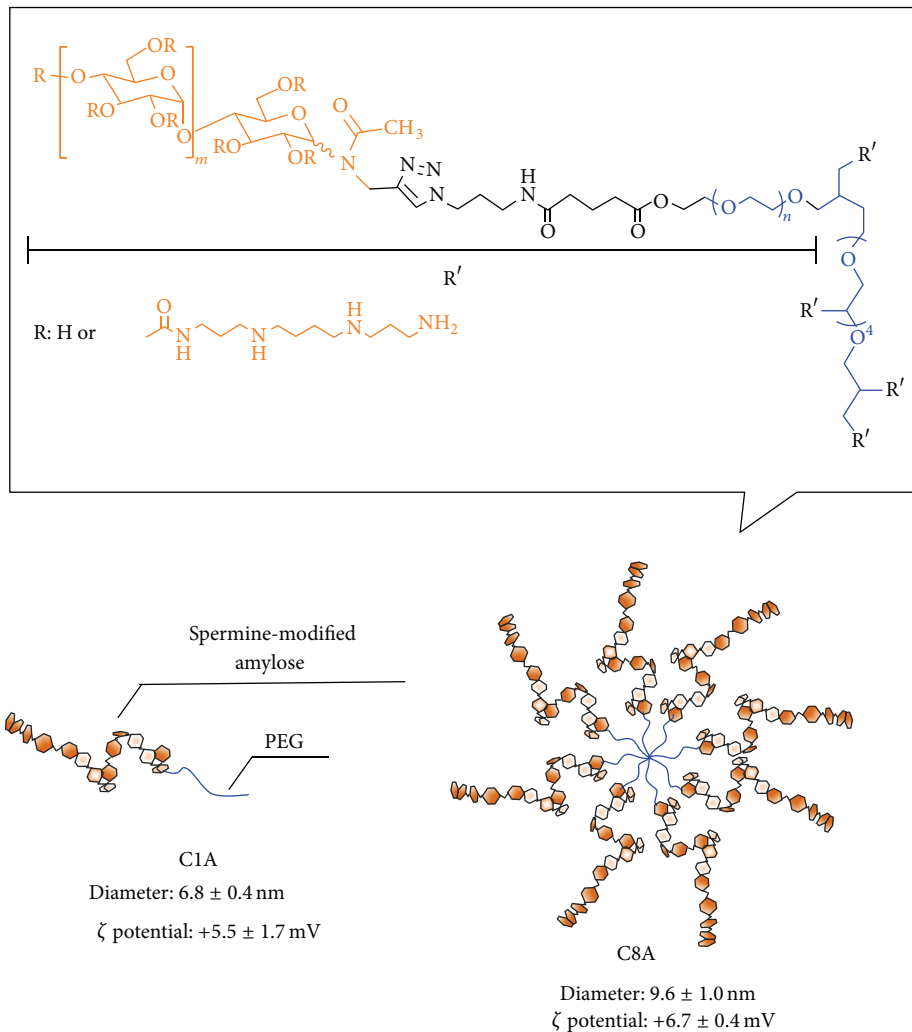 OR
OR
R
O
O
O
RO
OR
O
O
CH3
RO
OR
m
RO
OR
N
N
N
N
H
N
O
O
O
O
n
O
R′
O
R′
O
4
R′
R′
R′
R: H or
O
N
H
N
H
H
N
NH2
Spermine-modified
amylose
PEG
C1A
Diameter: 6.8 ± 0.4 nm
ζ potential: +5.5 ± 1.7 mV
C8A
Diameter: 9.6 ± 1.0 nm
ζ potential: +6.7 ± 0.4 mV